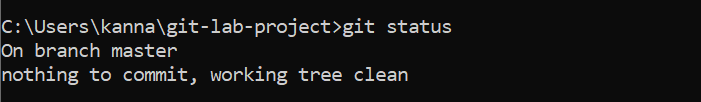 C:\Users\kanna\git-lab-project>git status
On branch master
nothing to commit, working tree clean